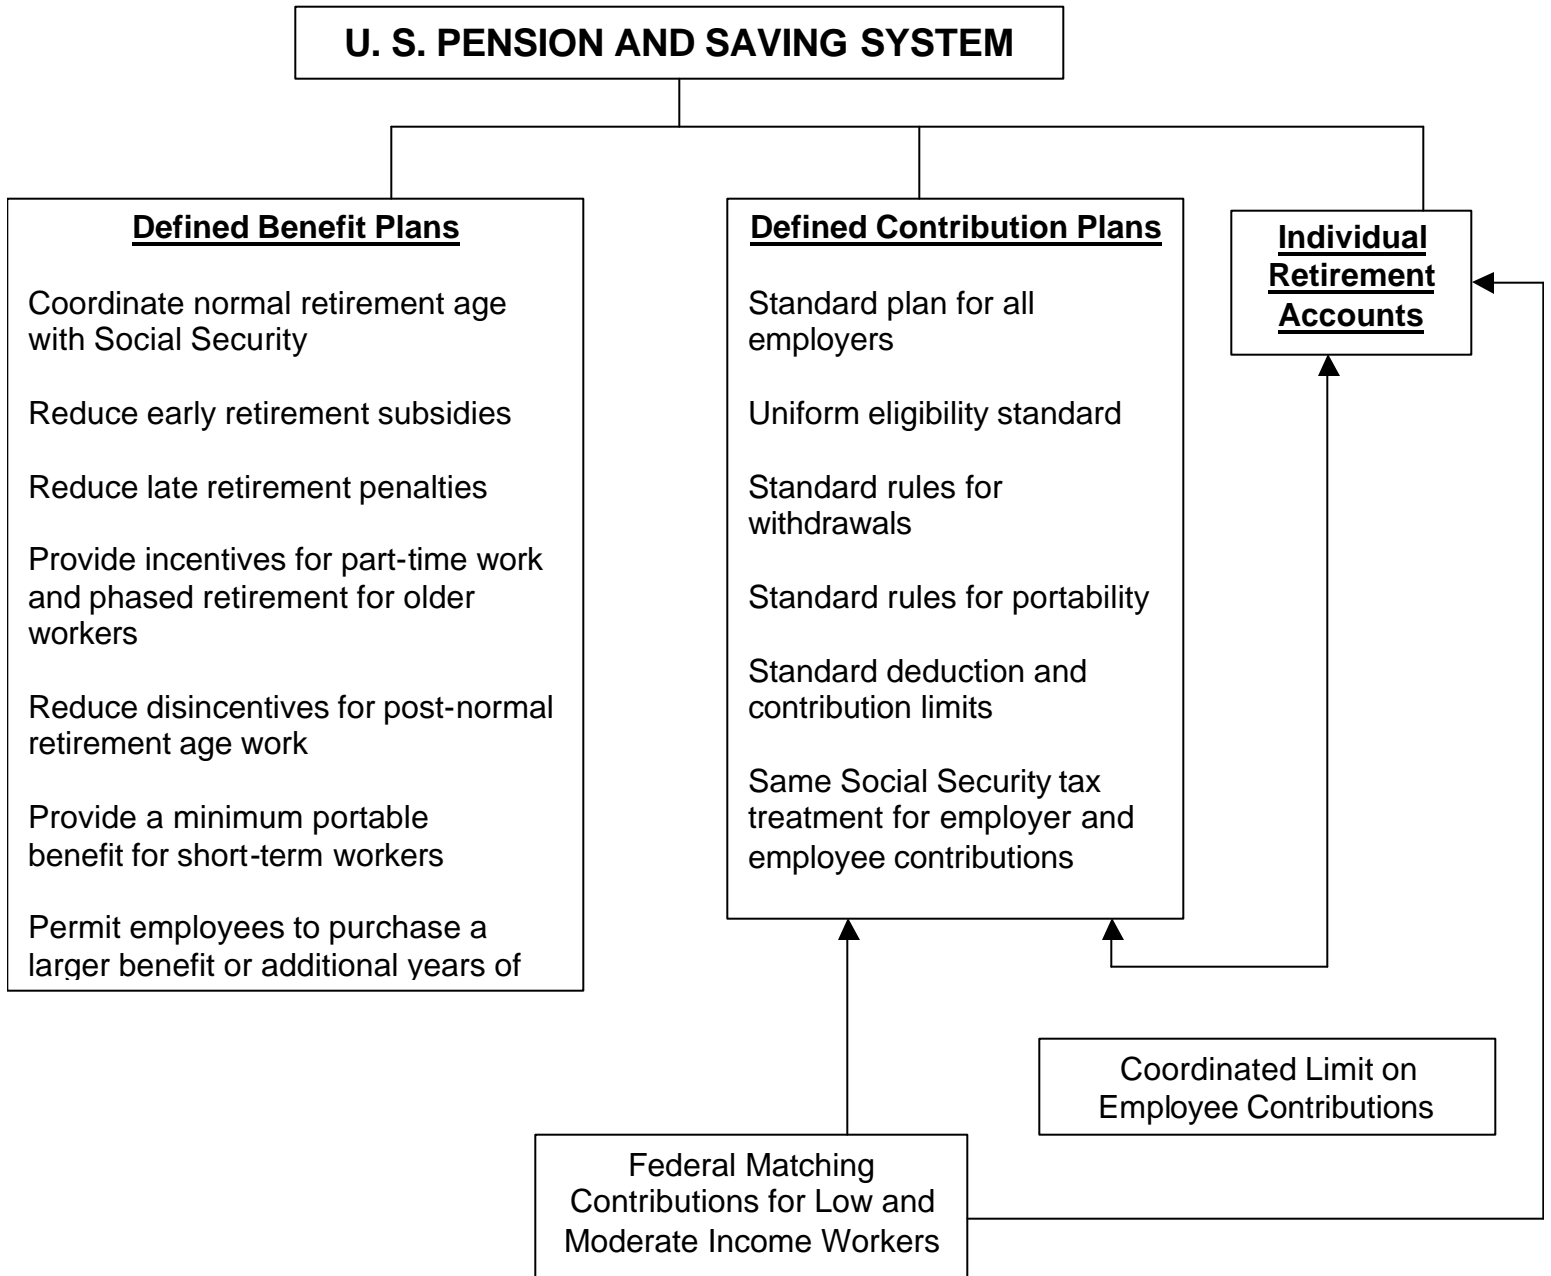 U. S. PENSION AND SAVING SYSTEM
Defined Benefit Plans
Coordinate normal retirement age
with Social Security
Reduce early retirement subsidies
Reduce late retirement penalties
Provide incentives for part-time work
and phased retirement for older
workers
Reduce disincentives for post-normal
retirement age work
Provide a minimum portable
benefit for short-term workers
Permit employees to purchase a
larger benefit or additional years of
Defined Contribution Plans
Standard plan for all
employers
Uniform eligibility standard
Standard rules for
withdrawals
Standard rules for portability
Standard deduction and
contribution limits
Same Social Security tax
treatment for employer and
employee contributions
Individual
Retirement
Accounts
Coordinated Limit on
Employee Contributions
Federal Matching
Contributions for Low and
Moderate Income Workers